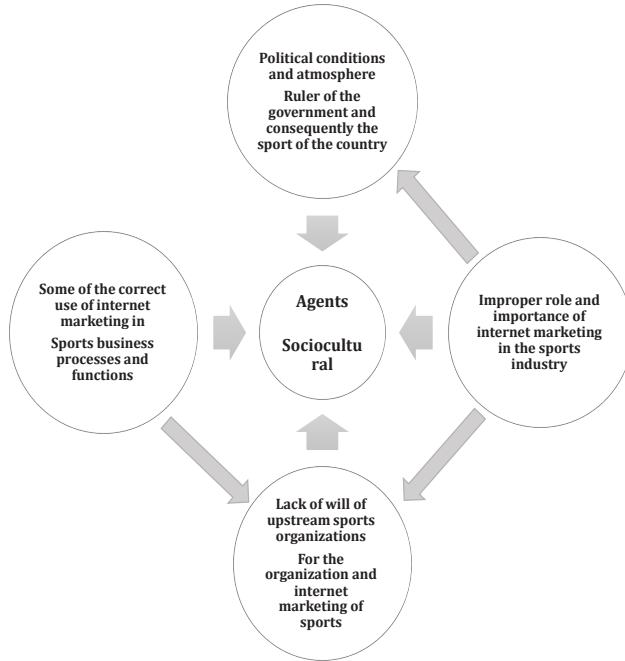 Political conditions
and atmosphere
Ruler of the
government and
consequently the
sport of the country
Some of the correct
use of internet
marketing in
Sports business
processes and
functions
Agents
Sociocultu
ral
Improper role and
importance of
internet marketing
in the sports
industry
Lack of will of
upstream sports
organizations
For the
organization and
internet
marketing of
sports